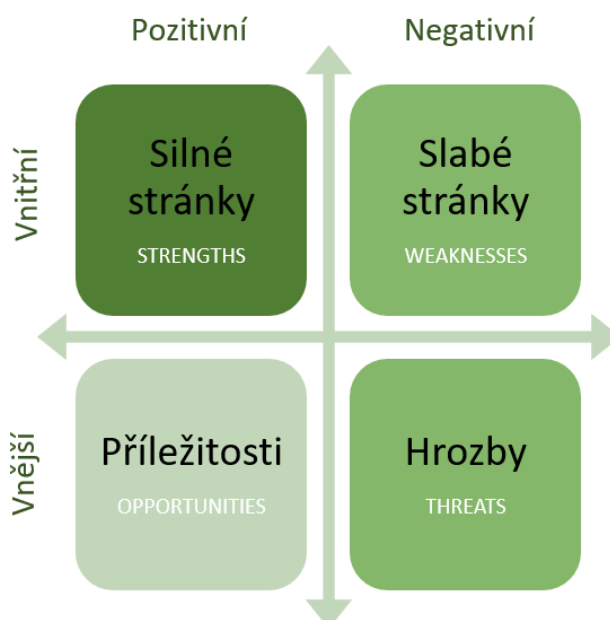 Pozitivní
Negativní
Vnitřní
Silné
stránky
STRENGTHS
Slabé
stránky
WEAKNESSES
Vnější
Příležitosti
OPPORTUNITIES
Hrozby
THREATS